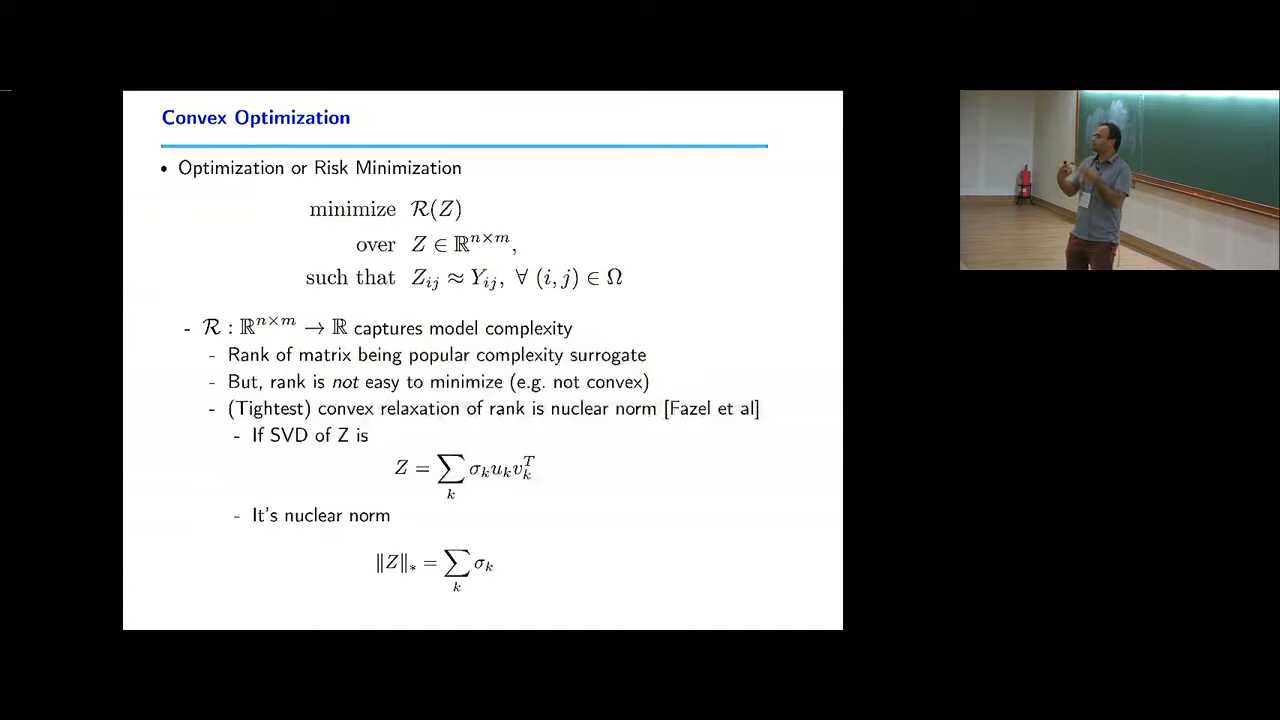 Convex Optimization
• Optimization or Risk Minimization
minimize R(Z)
over Z ∈ ℝⁿˣᵐ,
such that Z_{ij} ≈ Y_{ij}, ∀ (i, j) ∈ Ω
- R : ℝⁿˣᵐ → ℝ captures model complexity
- Rank of matrix being popular complexity surrogate
- But, rank is not easy to minimize (e.g. not convex)
- (Tightest) convex relaxation of rank is nuclear norm [Fazel et al]
- If SVD of Z is
Z = ∑_k σ_k u_k v_k^T
- It's nuclear norm
‖Z‖_* = ∑_k σ_k